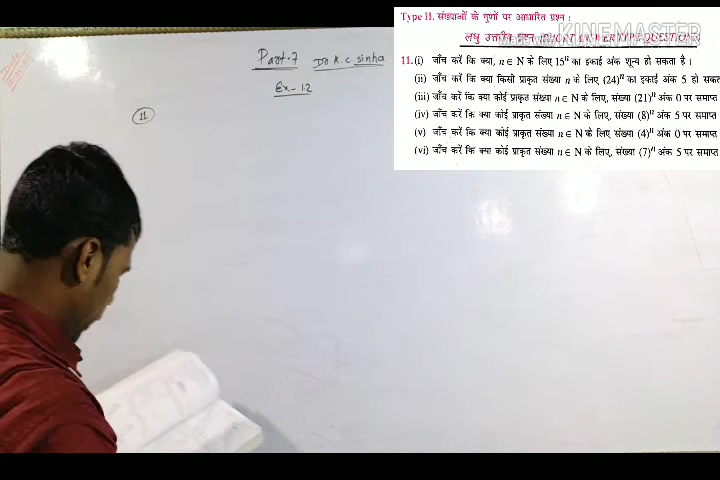 Type 11. संख्याओं के गुणों पर आधारित प्रश्न :
लघु उत्तरीय प्रश्न (SHORT ANSWER TYPE QUESTIONS)
KINEMASTER
11. (i) जाँच करें कि क्या, n ∈ N के लिए 15ⁿ का इकाई अंक शून्य हो सकता है।
(ii) जाँच करें कि क्या किसी प्राकृत संख्या n के लिए (24)ⁿ का इकाई अंक 5 हो सकत
(iii) जाँच करें कि क्या कोई प्राकृत संख्या n ∈ N के लिए, संख्या (21)ⁿ अंक 0 पर समाप्त
(iv) जाँच करें कि क्या कोई प्राकृत संख्या n ∈ N के लिए, संख्या (8)ⁿ अंक 5 पर समाप्त
(v) जाँच करें कि क्या कोई प्राकृत संख्या n ∈ N के लिए संख्या (4)ⁿ अंक 0 पर समाप्त
(vi) जाँच करें कि क्या कोई प्राकृत संख्या n ∈ N के लिए, संख्या (7)ⁿ अंक 5 पर समाप्त
Part-7 Dr. K. C. Sinha
Ex-1.2
11